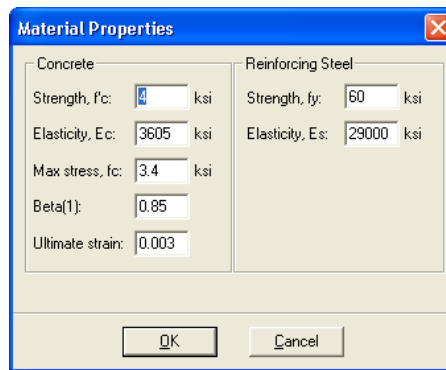 Material Properties
Concrete
Strength, f'c: 4 ksi
Elasticity, Ec: 3605 ksi
Max stress, fc: 3.4 ksi
Beta(1): 0.85
Ultimate strain: 0.003
Reinforcing Steel
Strength, fy: 60 ksi
Elasticity, Es: 29000 ksi
OK
Cancel